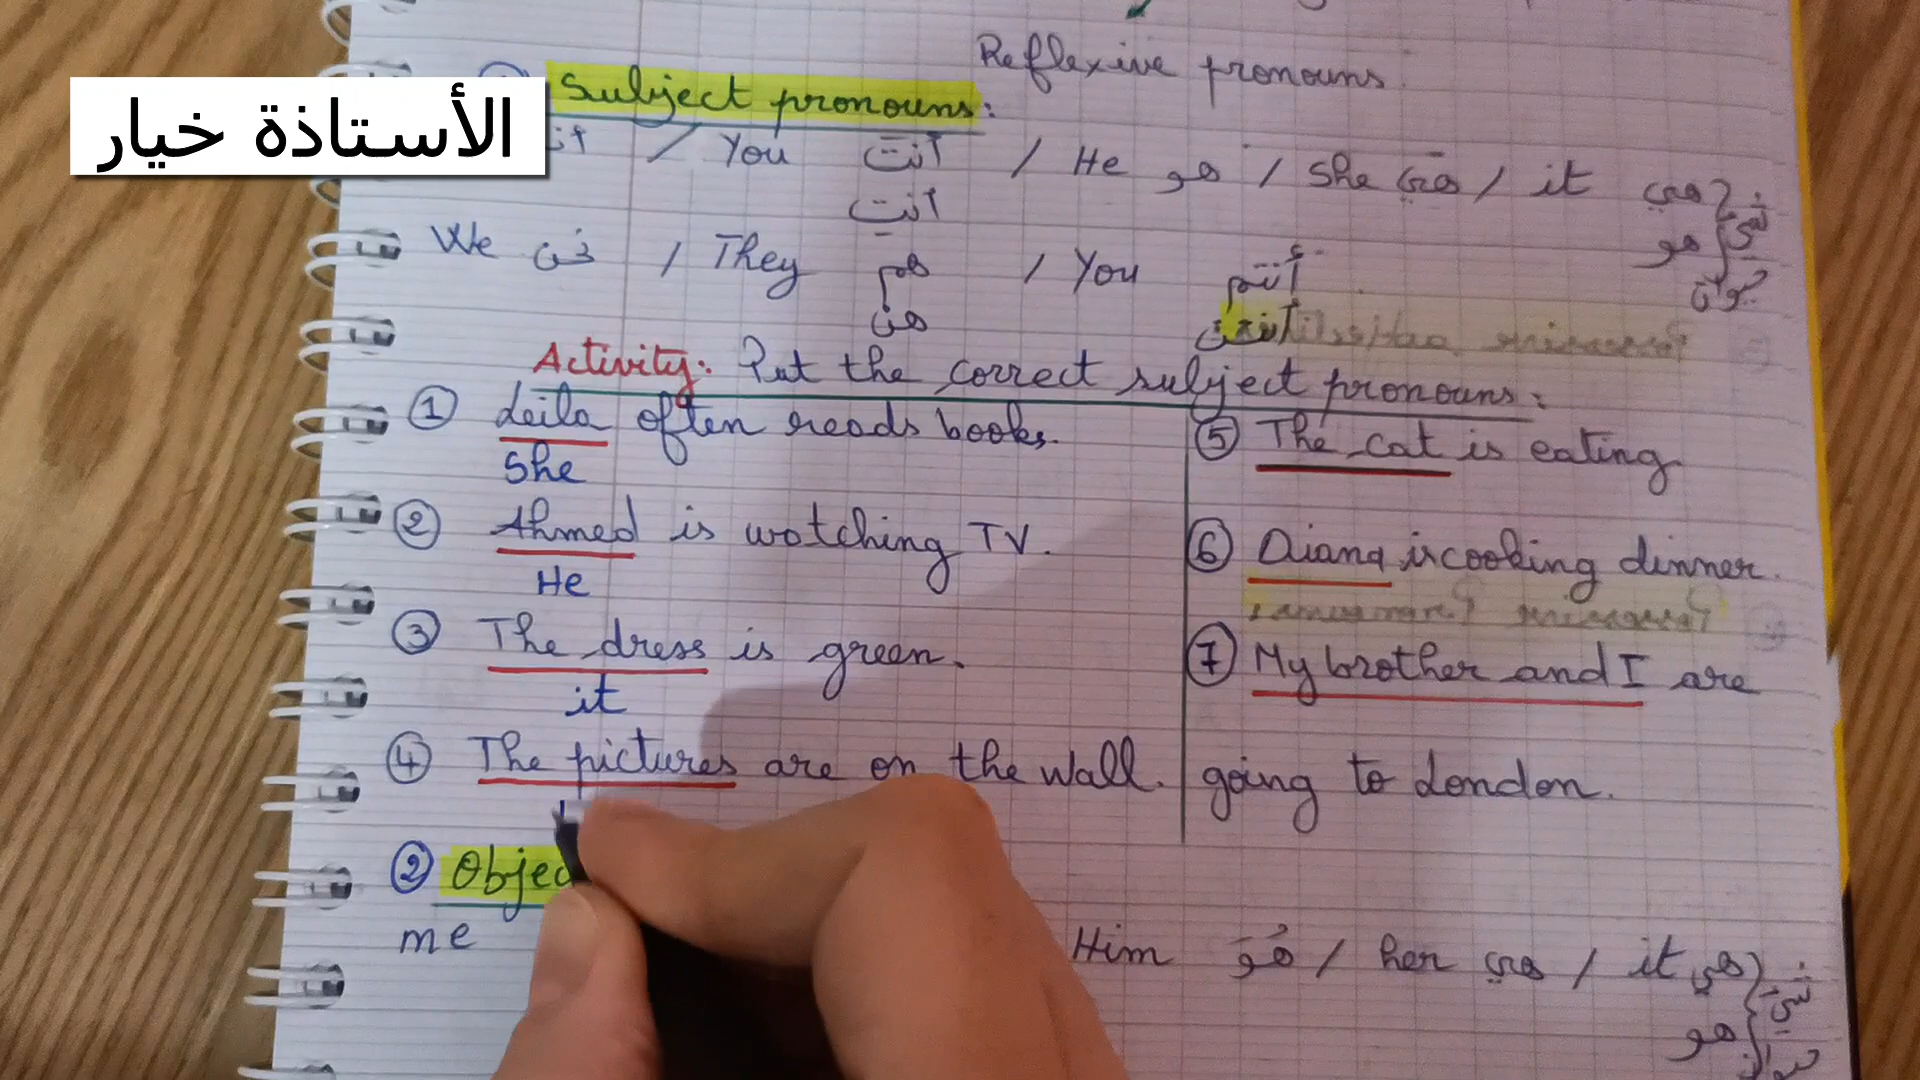 Reflexive pronouns
الأستاذة خيار
Subject pronouns:
/ You أنتَ / He هو / She هي / it هي
أنتِ
هو
We نحن / They هم / You أنتم
هن
Activity: Put the correct subject pronouns:
① Leila often reads books.
She
② Ahmed is watching TV.
He
③ The dress is green.
it
④ The pictures are on the wall.
⑤ The cat is eating
⑥ Diana is cooking dinner.
⑦ My brother and I are
going to London.
② Objec
me Him هو / her هي / it هي
هو